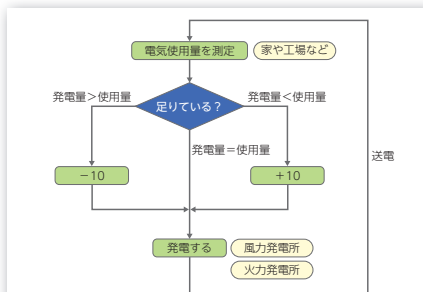 電気使用量を測定
家や工場など
発電量＞使用量
足りている？
発電量＜使用量
発電量＝使用量
送電
－10
＋10
発電する
風力発電所
火力発電所